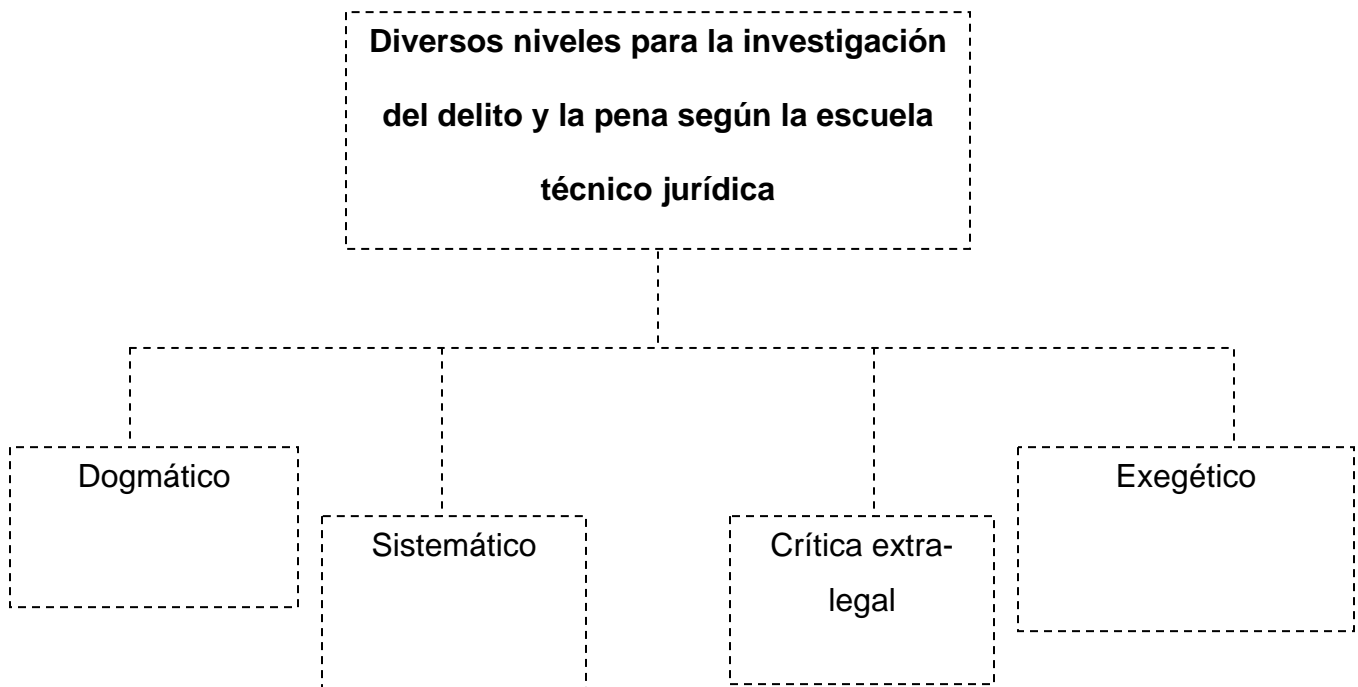 Diversos niveles para la investigación
del delito y la pena según la escuela
técnico jurídica
Dogmático
Sistemático
Crítica extra-
legal
Exegético